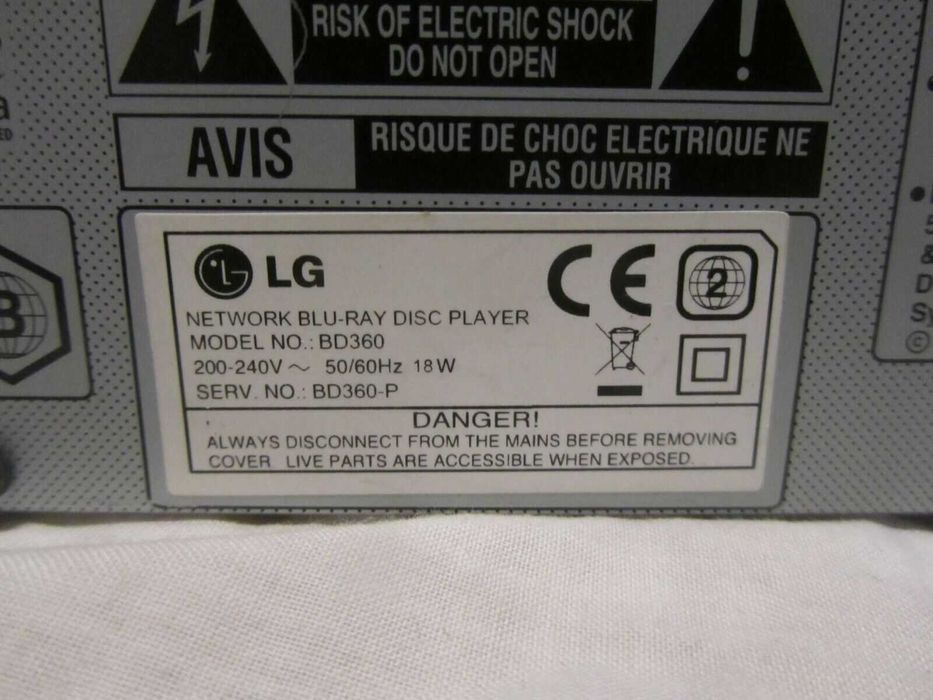 RISK OF ELECTRIC SHOCK
DO NOT OPEN
AVIS
RISQUE DE CHOC ELECTRIQUE NE
PAS OUVRIR
LG
CE
2
NETWORK BLU-RAY DISC PLAYER
MODEL NO.: BD360
200-240V ~ 50/60Hz 18W
SERV. NO.: BD360-P
DANGER!
ALWAYS DISCONNECT FROM THE MAINS BEFORE REMOVING
COVER LIVE PARTS ARE ACCESSIBLE WHEN EXPOSED.
B